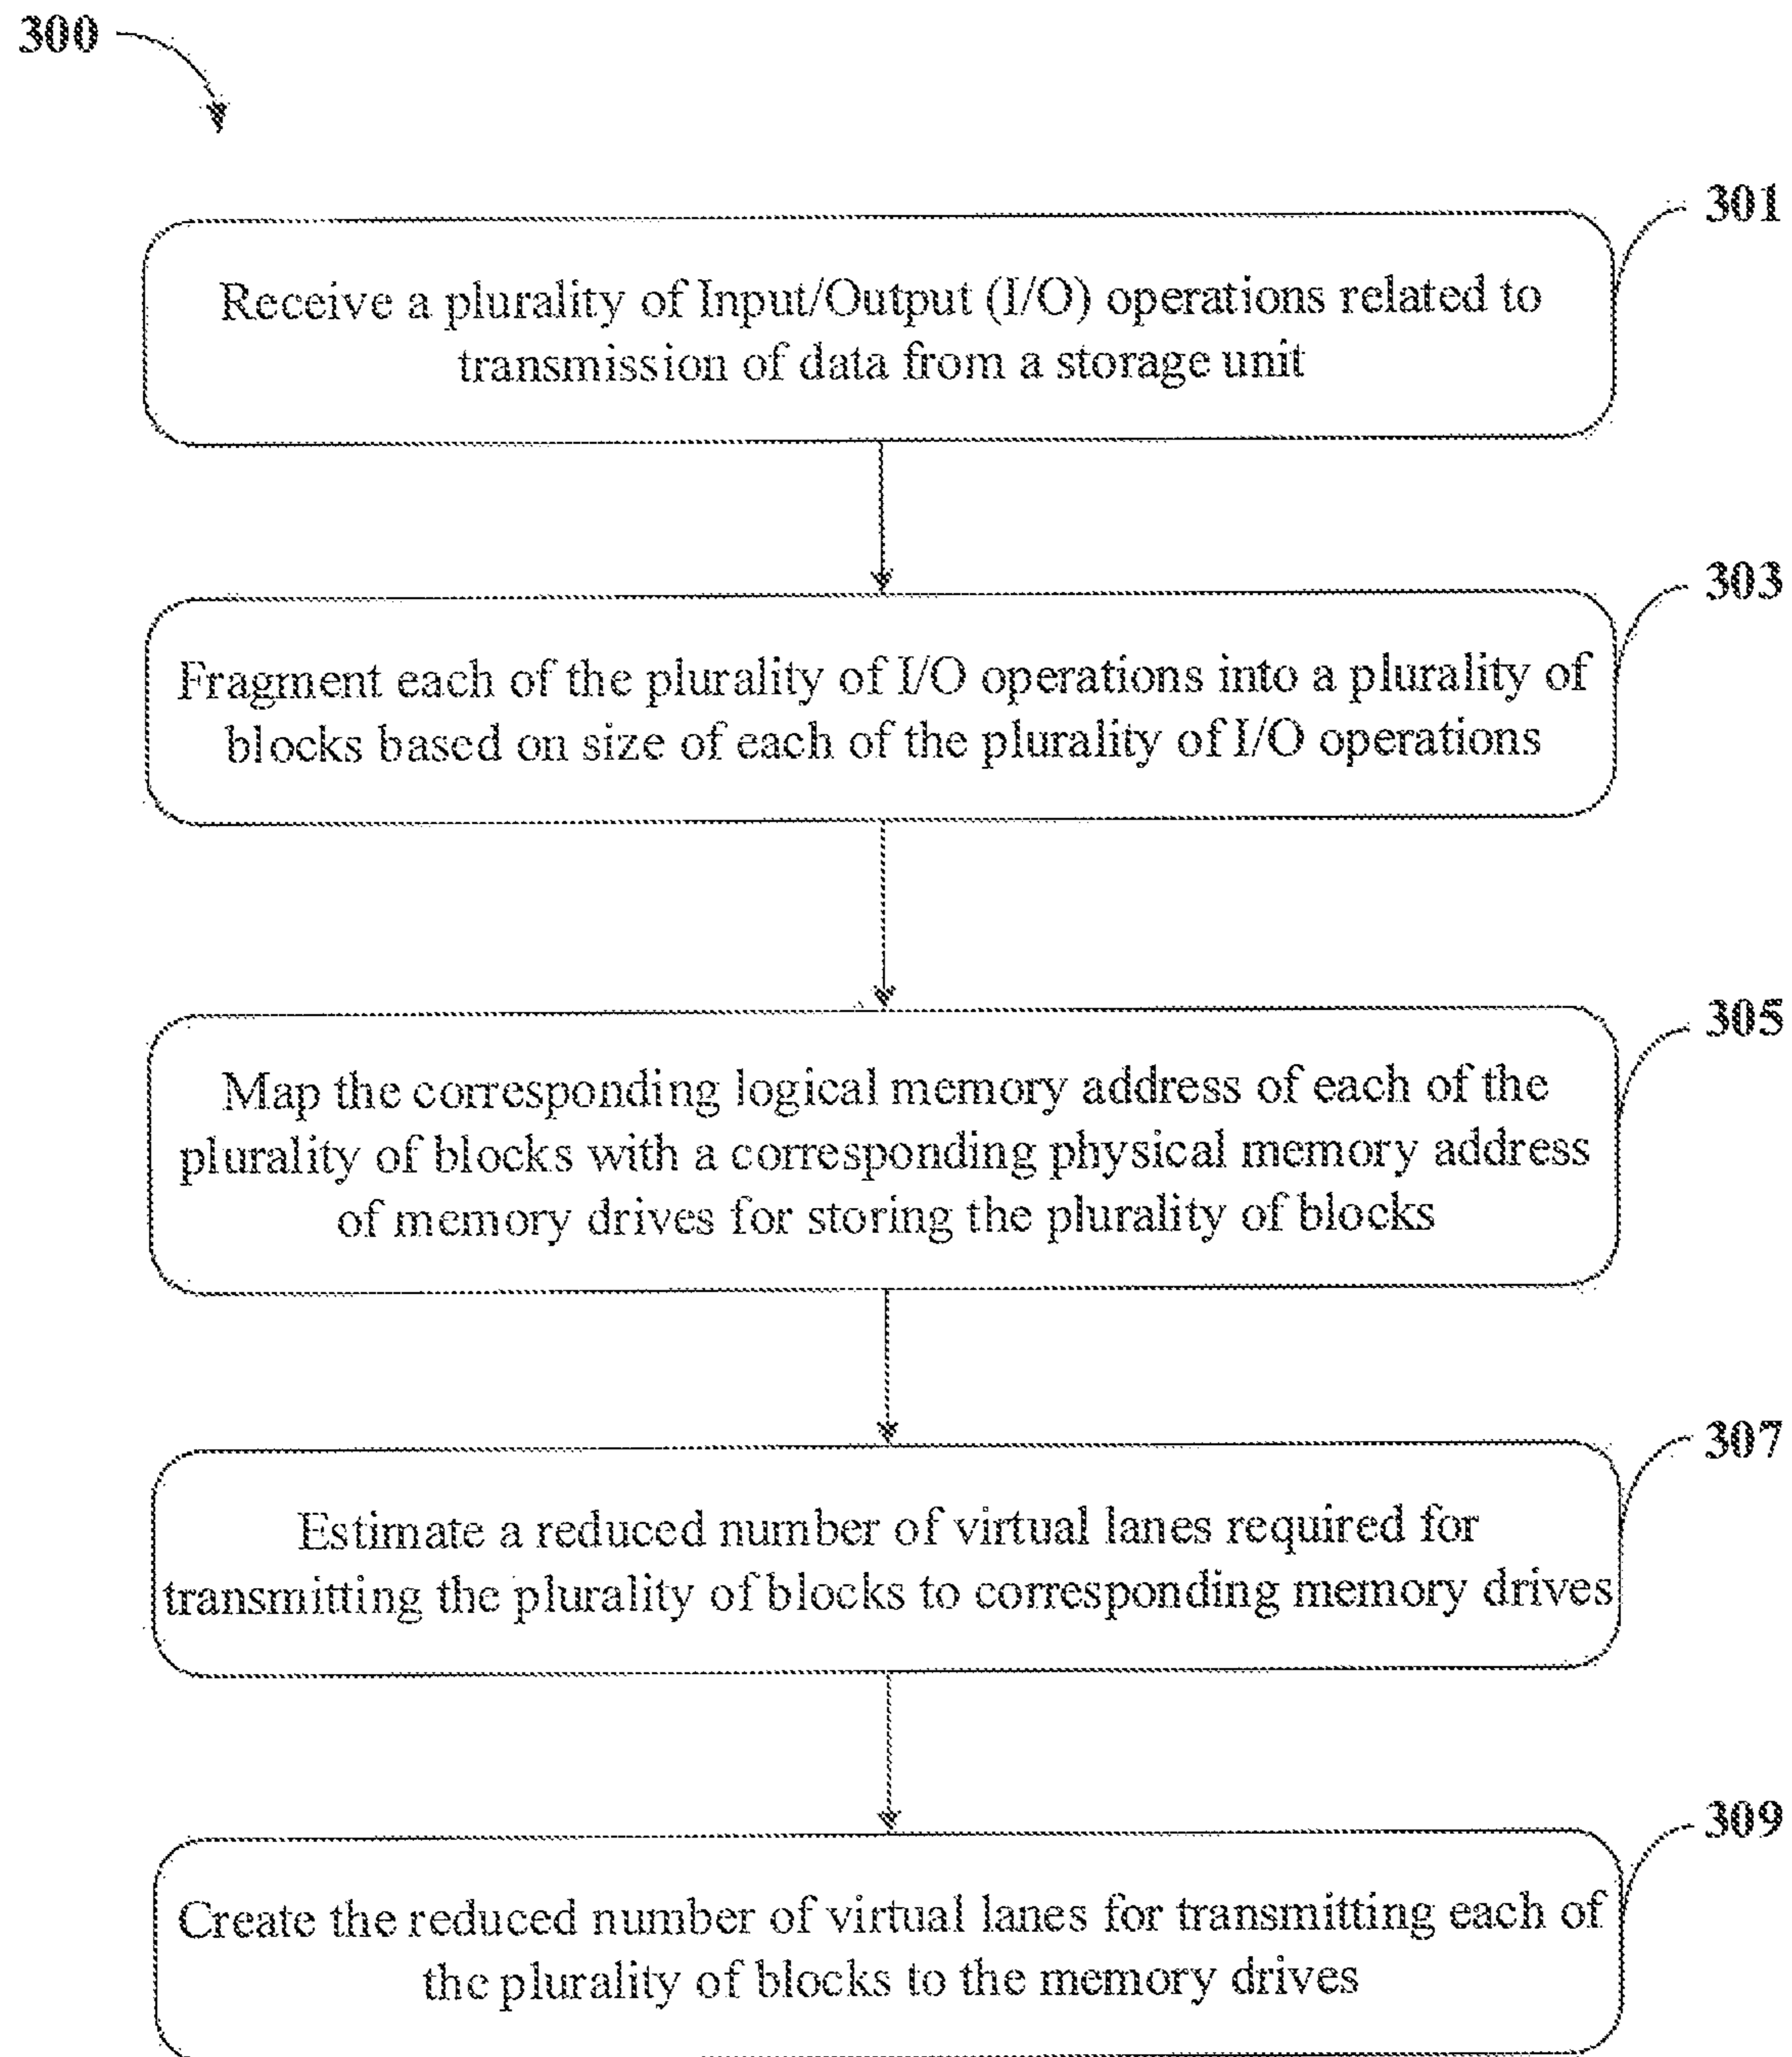 300
301
Receive a plurality of Input/Output (I/O) operations related to
transmission of data from a storage unit
303
Fragment each of the plurality of I/O operations into a plurality of
blocks based on size of each of the plurality of I/O operations
305
Map the corresponding logical memory address of each of the
plurality of blocks with a corresponding physical memory address
of memory drives for storing the plurality of blocks
307
Estimate a reduced number of virtual lanes required for
transmitting the plurality of blocks to corresponding memory drives
309
Create the reduced number of virtual lanes for transmitting each of
the plurality of blocks to the memory drives